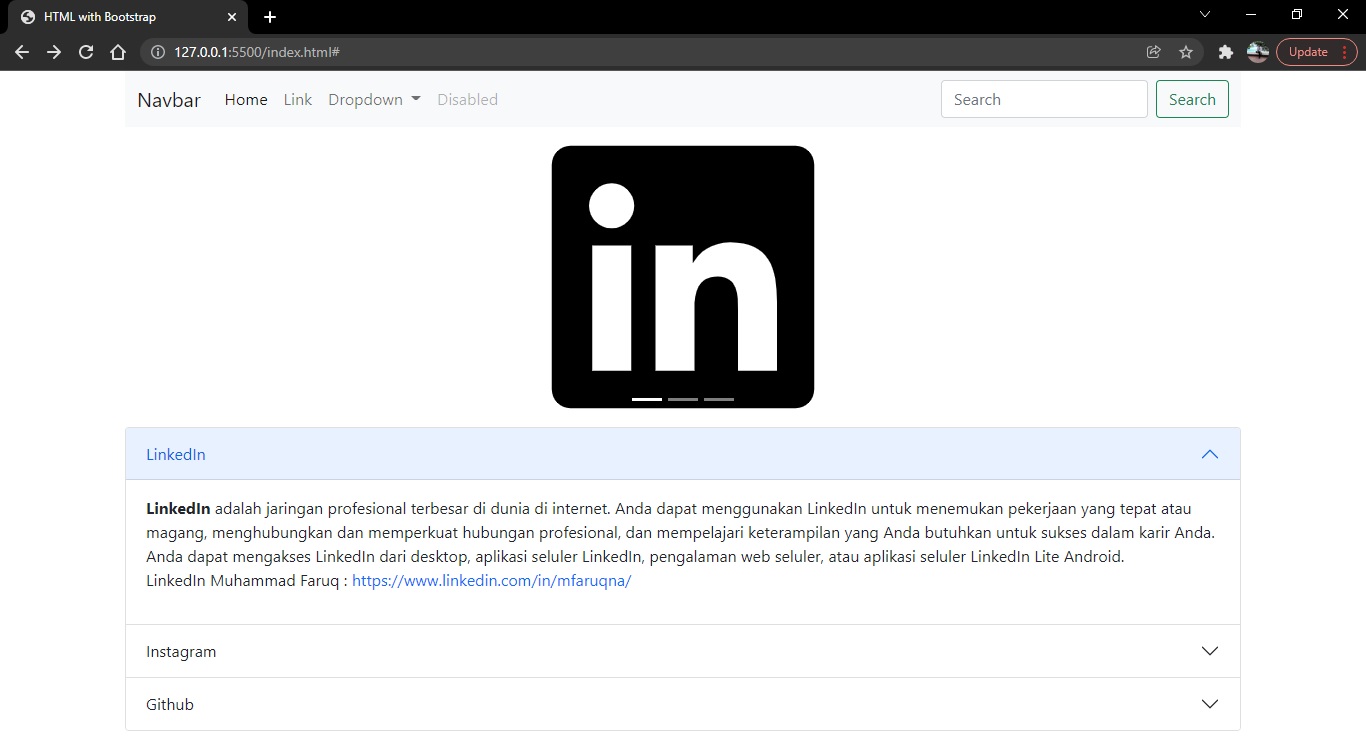 HTML with Bootstrap
127.0.0.1:5500/index.html#
Update
Navbar Home Link Dropdown Disabled Search Search
in
LinkedIn
LinkedIn adalah jaringan profesional terbesar di dunia di internet. Anda dapat menggunakan LinkedIn untuk menemukan pekerjaan yang tepat atau
magang, menghubungkan dan memperkuat hubungan profesional, dan mempelajari keterampilan yang Anda butuhkan untuk sukses dalam karir Anda.
Anda dapat mengakses LinkedIn dari desktop, aplikasi seluler LinkedIn, pengalaman web seluler, atau aplikasi seluler LinkedIn Lite Android.
LinkedIn Muhammad Faruq : https://www.linkedin.com/in/mfaruqna/
Instagram
Github